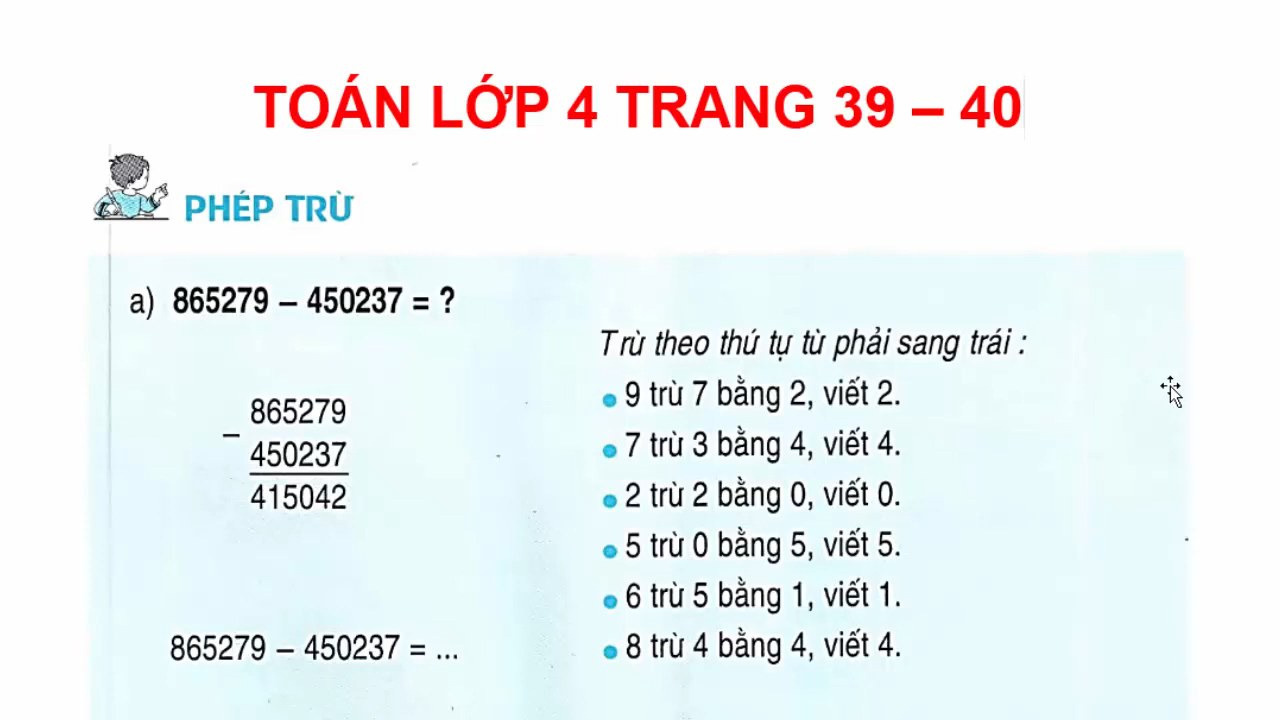 TOÁN LỚP 4 TRANG 39 – 40
PHÉP TRỪ
a) 865279 – 450237 = ?
Trừ theo thứ tự từ phải sang trái :
865279
–
450237
415042
• 9 trừ 7 bằng 2, viết 2.
• 7 trừ 3 bằng 4, viết 4.
• 2 trừ 2 bằng 0, viết 0.
• 5 trừ 0 bằng 5, viết 5.
• 6 trừ 5 bằng 1, viết 1.
• 8 trừ 4 bằng 4, viết 4.
865279 – 450237 = ...